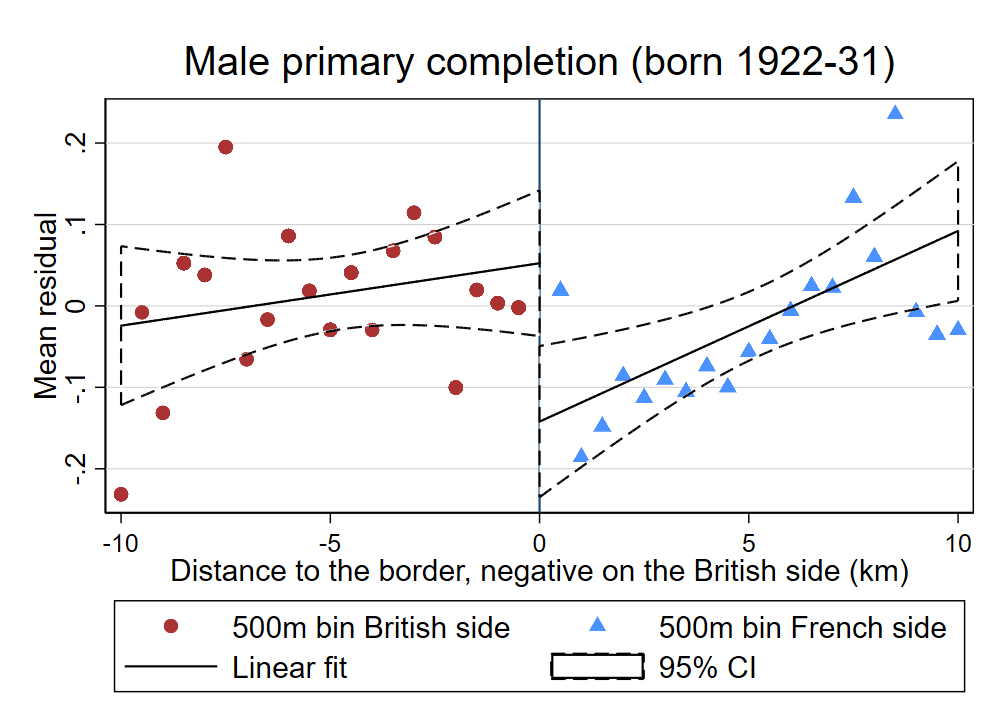 Male primary completion (born 1922-31)
Mean residual
.2
.1
0
-.1
-.2
-10 -5 0 5 10
Distance to the border, negative on the British side (km)
500m bin British side 500m bin French side
Linear fit 95% CI